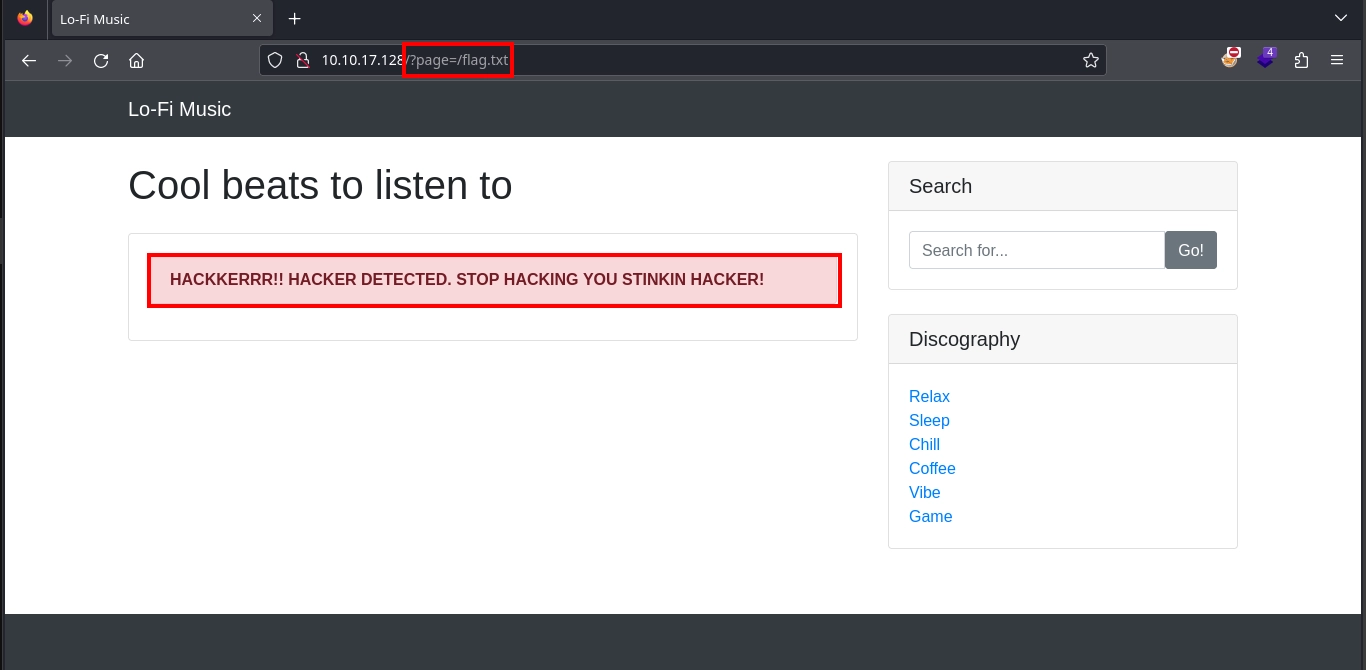 Lo-Fi Music
10.10.17.128/?page=/flag.txt
4
Lo-Fi Music
Cool beats to listen to
HACKKERRR!! HACKER DETECTED. STOP HACKING YOU STINKIN HACKER!
Search
Search for...
Go!
Discography
Relax
Sleep
Chill
Coffee
Vibe
Game